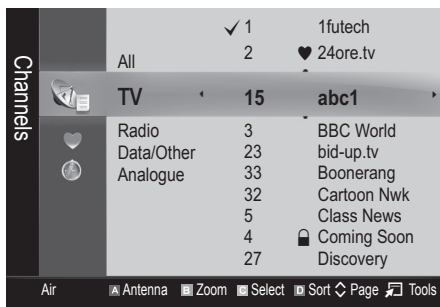 Channels
✓ 1 1futech
All 2 ♥ 24ore.tv
TV 15 abc1
Radio 3 BBC World
Data/Other 23 bid-up.tv
Analogue 33 Boonerang
32 Cartoon Nwk
5 Class News
4 Coming Soon
27 Discovery
Air A Antenna B Zoom C Select D Sort Page Tools